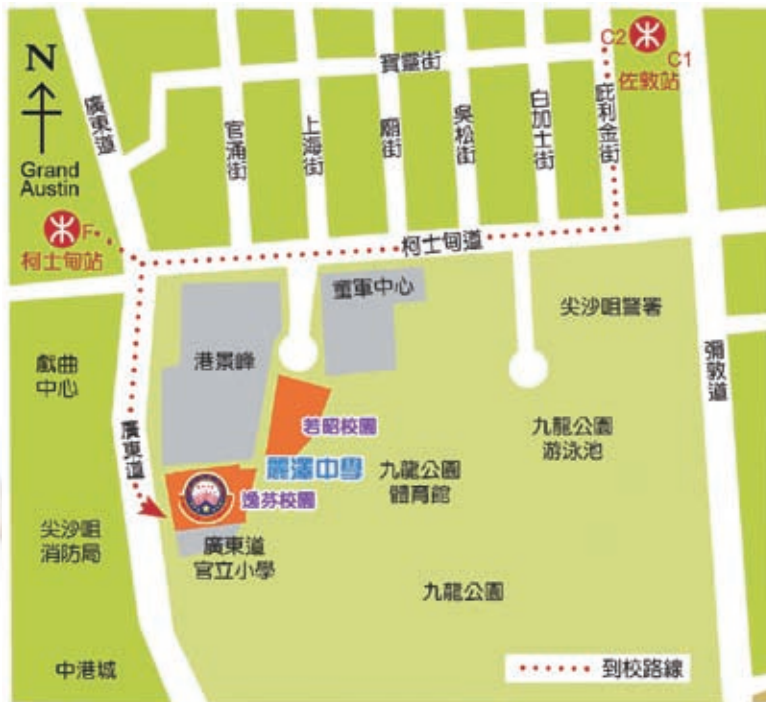 N
Grand
Austin
廣東道
寶靈街
官涌街
上海街
廟街
吳松街
白加士街
庇利金街
C2
C1
佐敦站
F
柯士甸站
柯士甸道
童軍中心
尖沙咀警署
彌敦道
港景峰
戲曲
中心
廣東道
若昭校園
麗澤中學
逸芬校園
九龍公園
體育館
九龍公園
游泳池
尖沙咀
消防局
廣東道
官立小學
九龍公園
中港城
到校路線